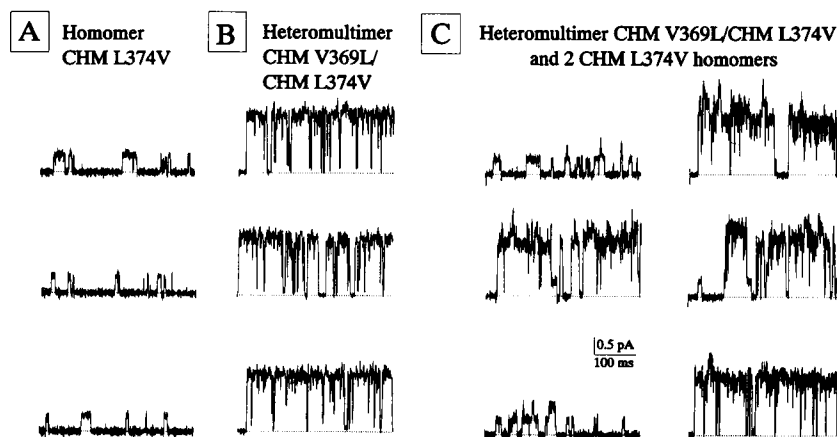 A
Homomer
CHM L374V
B
Heteromultimer
CHM V369L/
CHM L374V
C
Heteromultimer CHM V369L/CHM L374V
and 2 CHM L374V homomers
0.5 pA
100 ms